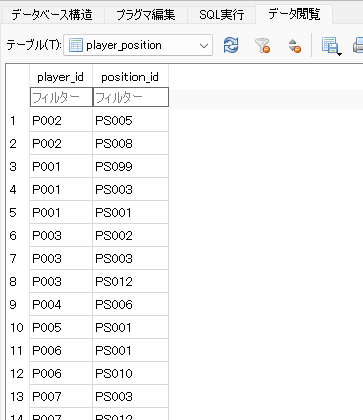 データベース構造 プラグマ編集 SQL実行 データ閲覧
テーブル(T): player_position
player_id position_id
フィルター フィルター
1 P002 PS005
2 P002 PS008
3 P001 PS099
4 P001 PS003
5 P001 PS001
6 P003 PS002
7 P003 PS003
8 P003 PS012
9 P004 PS006
10 P005 PS001
11 P006 PS001
12 P006 PS010
13 P007 PS003
14 P007 PS012